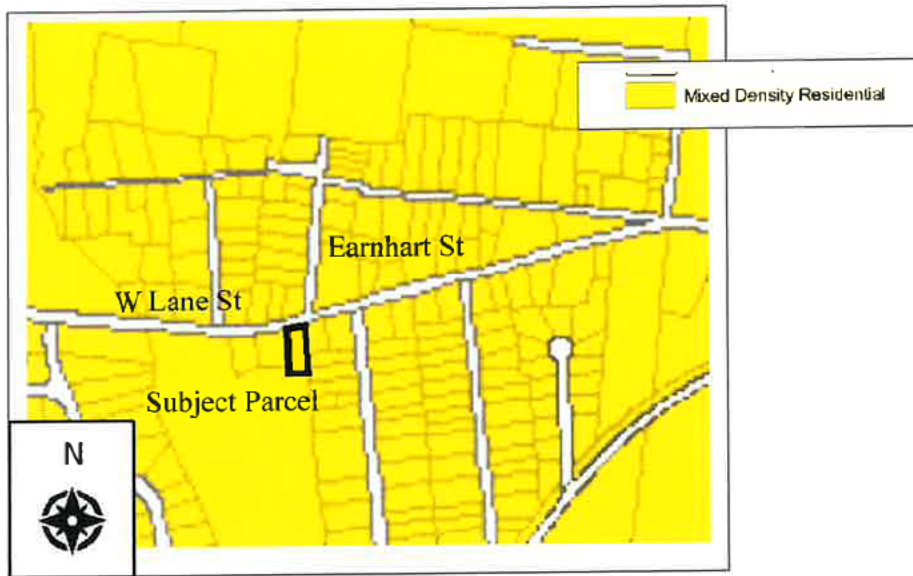 Mixed Density Residential
Earnhart St
W Lane St
Subject Parcel
N